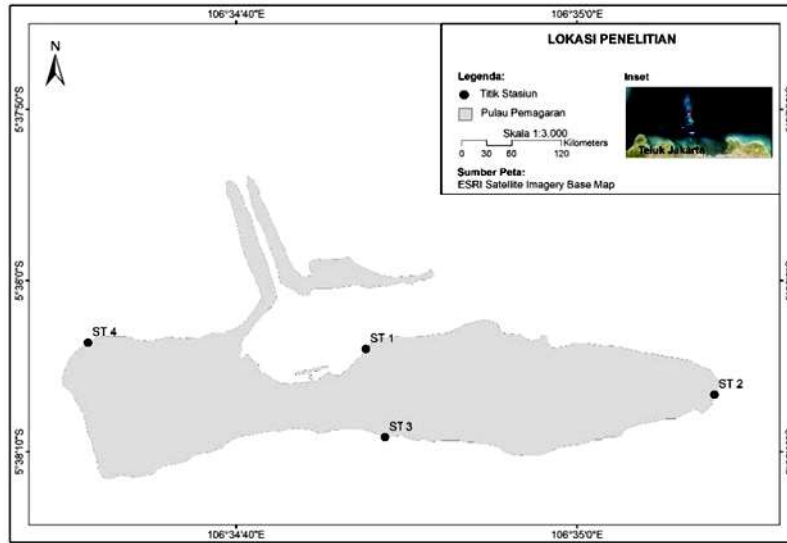 106°34'40"E 106°35'0"E
LOKASI PENELITIAN
N
Legenda:
Titik Stasiun
Pulau Pemagaran
Skala 1:3.000
Kilometers
0 30 60 120
Sumber Peta:
ESRI Satellite Imagery Base Map
Inset
Teluk Jakarta
5°37'50"S
5°38'0"S
5°38'10"S
ST 4
ST 1
ST 2
ST 3
106°34'40"E 106°35'0"E